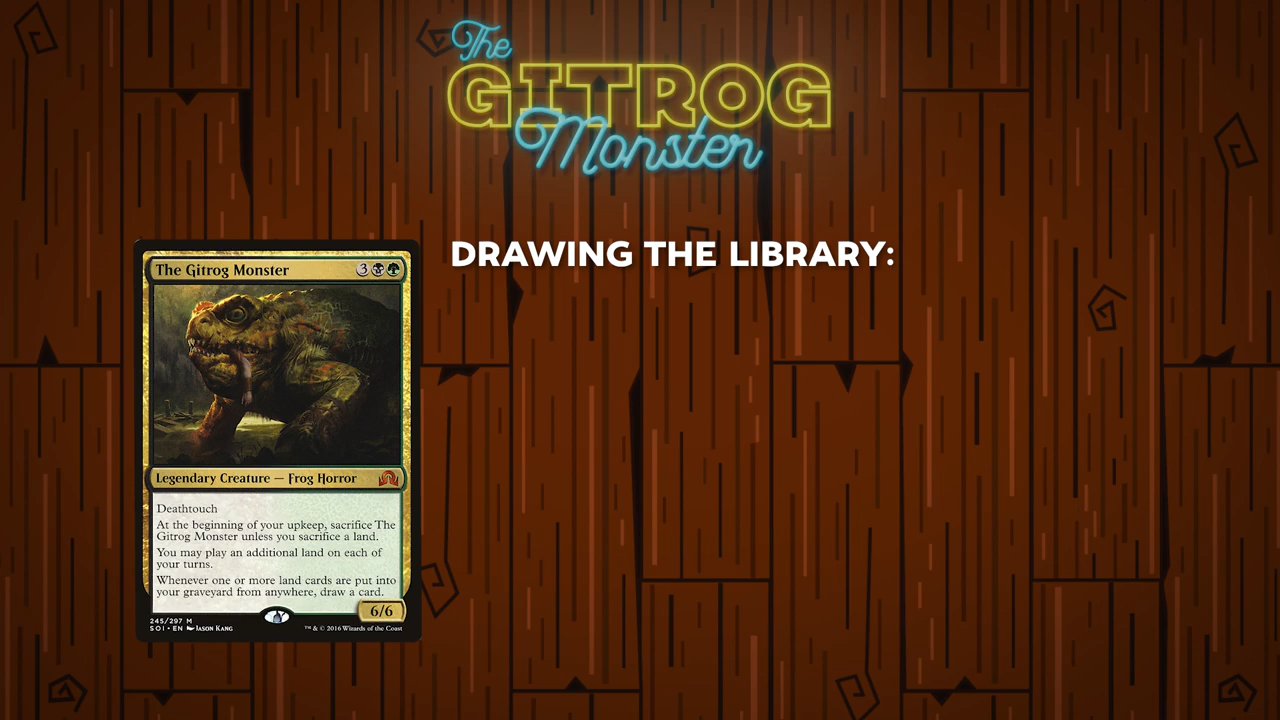 The
GITROG
Monster
DRAWING THE LIBRARY:
The Gitrog Monster 3
Legendary Creature — Frog Horror
Deathtouch
At the beginning of your upkeep, sacrifice The
Gitrog Monster unless you sacrifice a land.
You may play an additional land on each of
your turns.
Whenever one or more land cards are put into
your graveyard from anywhere, draw a card.
6/6
245/297 M
SOI • EN JASON KANG
™ & © 2016 Wizards of the Coast